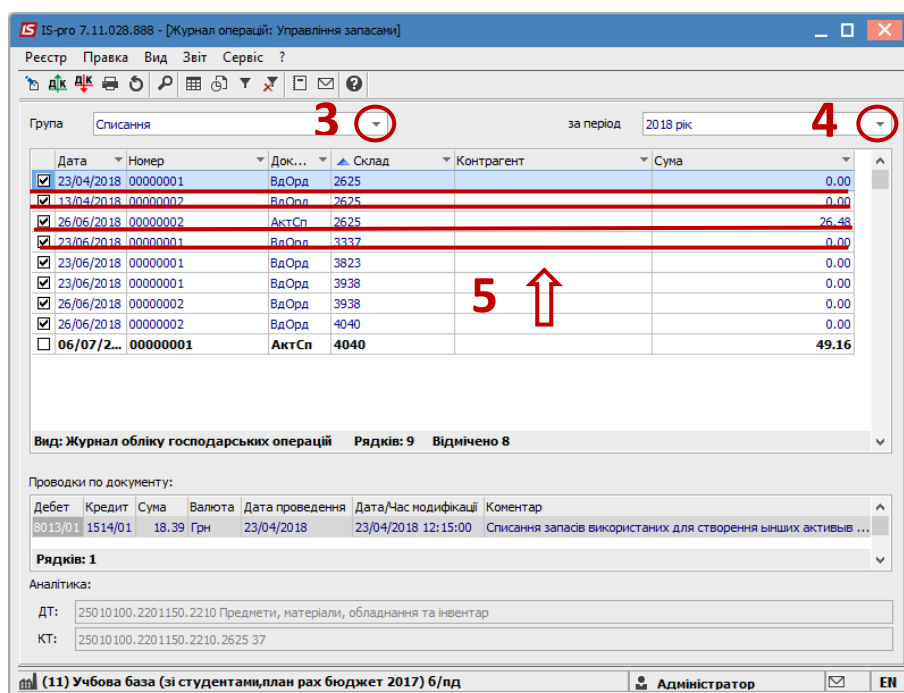 IS-pro 7.11.028.888 - [Журнал операцій: Управління запасами]
Реєстр Правка Вид Звіт Сервіс ?
Група Списання 3 за період 2018 рік 4
Дата Номер Док... Склад Контрагент Сума
23/04/2018 00000001 ВдОрд 2625 0.00
13/04/2018 00000002 ВдОрд 2625 0.00
26/06/2018 00000002 АктСп 2625 26.48
23/06/2018 00000001 ВдОрд 3337 0.00
23/06/2018 00000001 ВдОрд 3823 0.00
23/06/2018 00000001 ВдОрд 3938 0.00
26/06/2018 00000002 ВдОрд 3938 0.00
5
26/06/2018 00000002 ВдОрд 4040 0.00
06/07/2... 00000001 АктСп 4040 49.16
Вид: Журнал обліку господарських операцій Рядків: 9 Відмічено 8
Проводки по документу:
Дебет Кредит Сума Валюта Дата проведення Дата/Час модифікації Коментар
8013/01 1514/01 18.39 Грн 23/04/2018 23/04/2018 12:15:00 Списання запасів використаних для створення ынших активыв ...
Рядків: 1
Аналітика:
ДТ: 25010100.2201150.2210 Предмети, матеріали, обладнання та інвентар
КТ: 25010100.2201150.2210.2625 37
(11) Учбова база (зі студентами,план рах бюджет 2017) б/пд Адміністратор EN